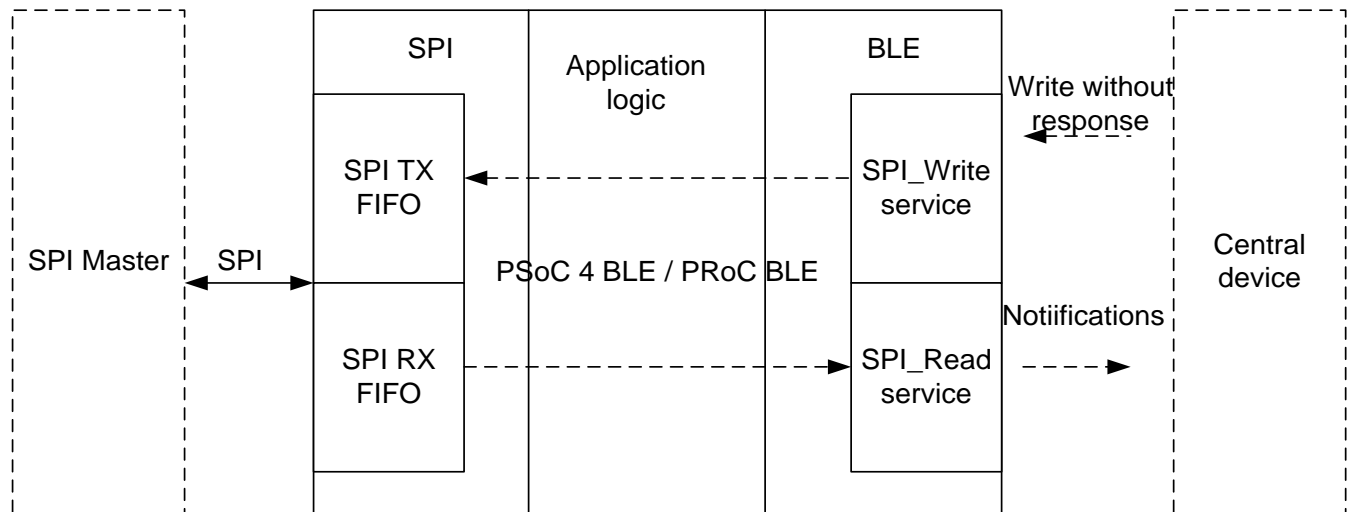 SPI
Application
logic
BLE
Write without
response
SPI TX
FIFO
SPI_Write
service
SPI Master
SPI
PSoC 4 BLE / PRoC BLE
Central
device
Notiifications
SPI RX
FIFO
SPI_Read
service